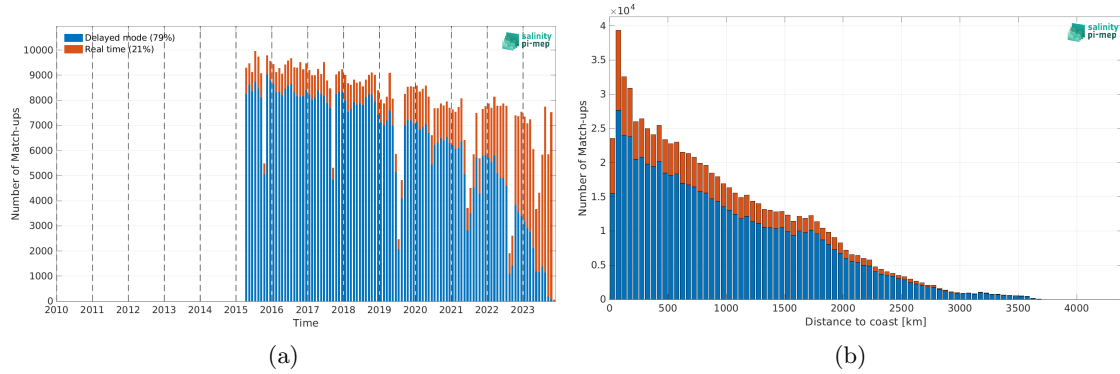 Delayed mode (79%)
Real time (21%)
salinity
pi-mep
10000
9000
8000
7000
6000
5000
4000
3000
2000
1000
0
Number of Match-ups
2010 2011 2012 2013 2014 2015 2016 2017 2018 2019 2020 2021 2022 2023
Time
(a)
×10⁴
salinity
pi-mep
4
3.5
3
2.5
2
1.5
1
0.5
0
Number of Match-ups
0 500 1000 1500 2000 2500 3000 3500 4000
Distance to coast [km]
(b)